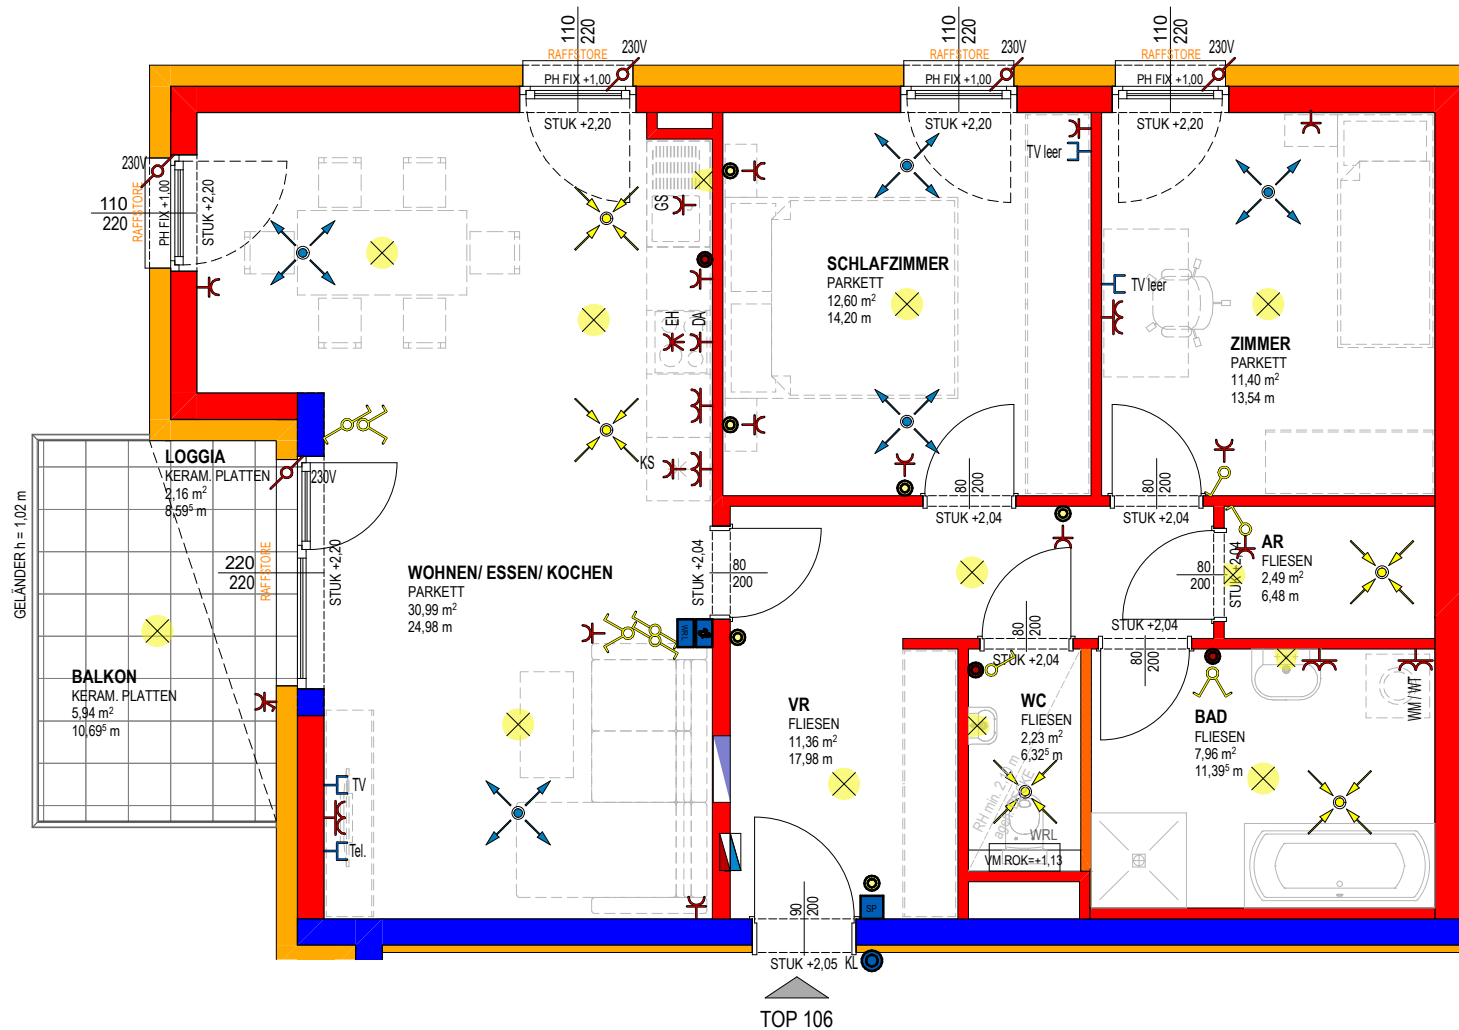 110
220
230V
RAFFSTORE
PH FIX +1,00
STUK +2,20
110
220
230V
RAFFSTORE
PH FIX +1,00
STUK +2,20
110
220
230V
RAFFSTORE
PH FIX +1,00
STUK +2,20
230V
110
220
RAFFSTORE
PH FIX +1,00
STUK +2,20
GS
EH
DA
KS
TV leer
SCHLAFZIMMER
PARKETT
12,60 m²
14,20 m
TV leer
ZIMMER
PARKETT
11,40 m²
13,54 m
LOGGIA
KERAM. PLATTEN
2,16 m²
8,59⁵ m
230V
GELÄNDER h = 1,02 m
220
220
RAFFSTORE
STUK +2,20
WOHNEN/ ESSEN/ KOCHEN
PARKETT
30,99 m²
24,98 m
STUK +2,04
80
200
80
200
STUK +2,04
80
200
STUK +2,04
AR
FLIESEN
2,49 m²
6,48 m
80
200
STUK +2,04
80
200
STUK +2,04
STUK +2,04
80
200
BALKON
KERAM. PLATTEN
5,94 m²
10,69⁵ m
WRL
VR
FLIESEN
11,36 m²
17,98 m
WC
FLIESEN
2,23 m²
6,32⁵ m
RH min. 2,10 m
WRL
VM ROK=+1,13
BAD
FLIESEN
7,96 m²
11,39⁵ m
WM / WT
TV
Tel.
90
200
SP
STUK +2,05
KL
TOP 106